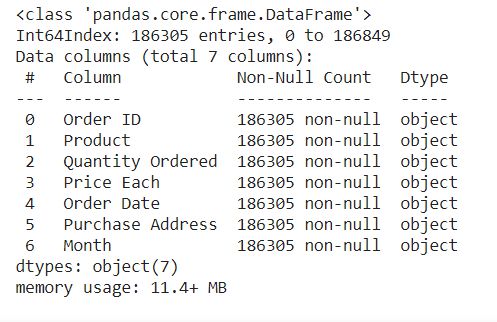 <class 'pandas.core.frame.DataFrame'>
Int64Index: 186305 entries, 0 to 186849
Data columns (total 7 columns):
 #   Column            Non-Null Count   Dtype
---  ------            --------------   -----
 0   Order ID          186305 non-null  object
 1   Product           186305 non-null  object
 2   Quantity Ordered  186305 non-null  object
 3   Price Each        186305 non-null  object
 4   Order Date        186305 non-null  object
 5   Purchase Address  186305 non-null  object
 6   Month             186305 non-null  object
dtypes: object(7)
memory usage: 11.4+ MB